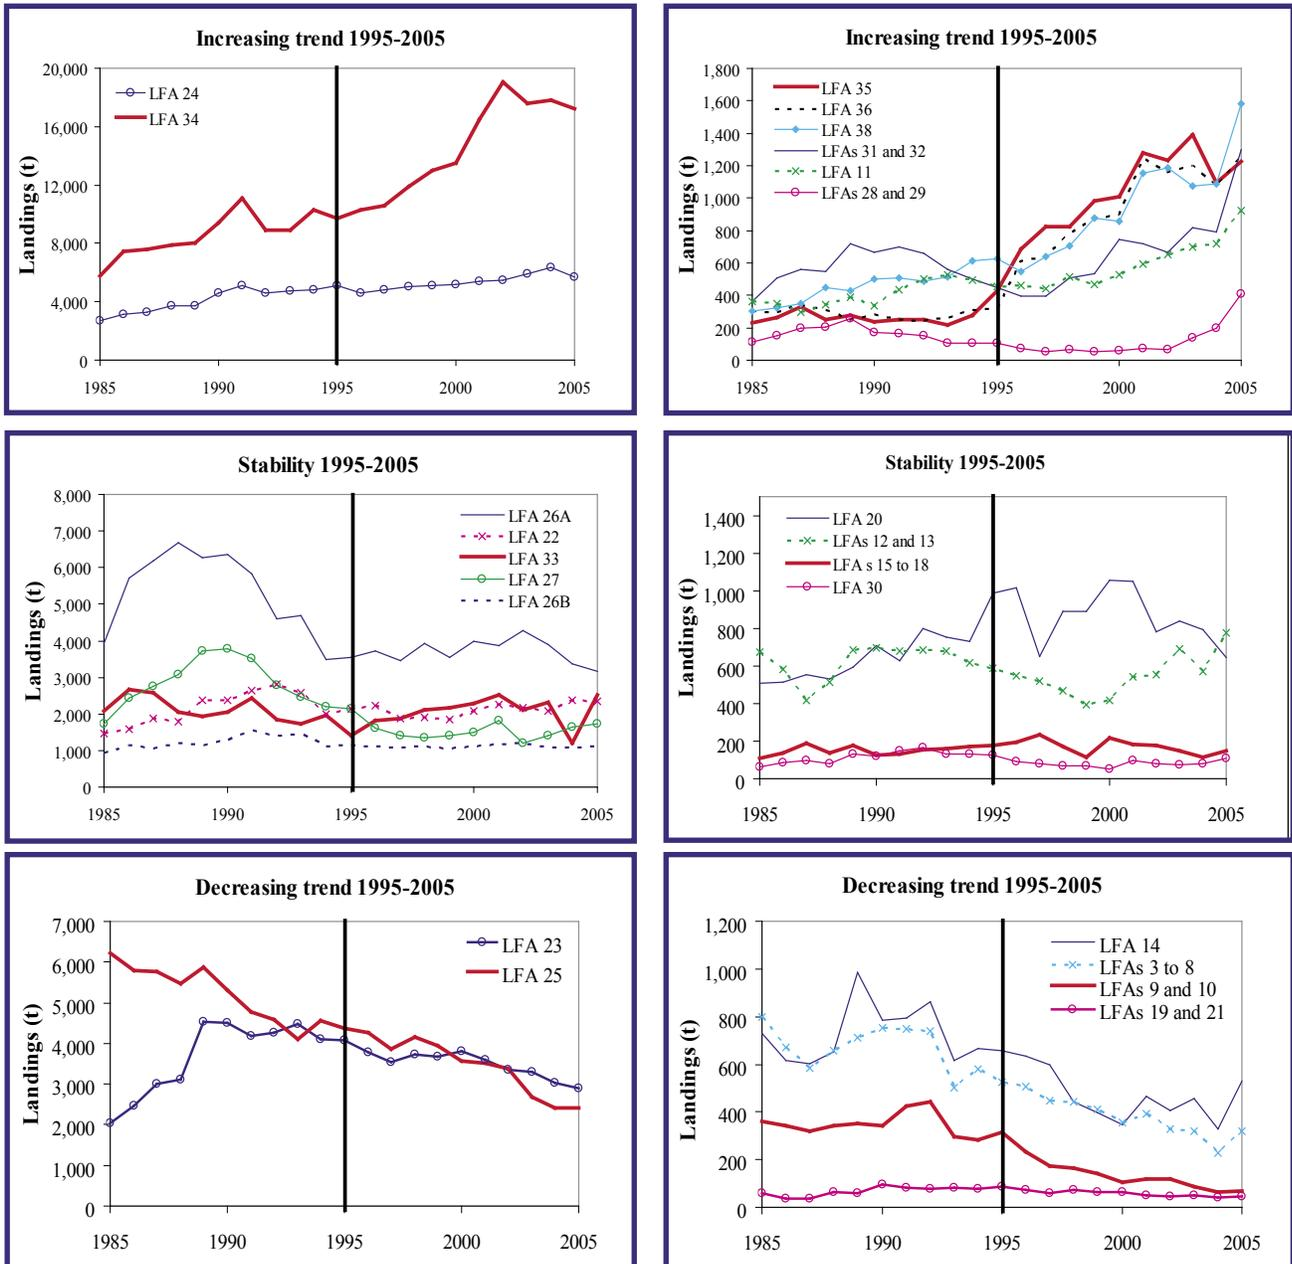 Increasing trend 1995-2005
Landings (t)
20,000
16,000
12,000
8,000
4,000
0
LFA 24
LFA 34
1985
1990
1995
2000
2005
Increasing trend 1995-2005
Landings (t)
1,800
1,600
1,400
1,200
1,000
800
600
400
200
0
LFA 35
LFA 36
LFA 38
LFAs 31 and 32
LFA 11
LFAs 28 and 29
1985
1990
1995
2000
2005
Stability 1995-2005
Landings (t)
8,000
7,000
6,000
5,000
4,000
3,000
2,000
1,000
0
LFA 26A
LFA 22
LFA 33
LFA 27
LFA 26B
1985
1990
1995
2000
2005
Stability 1995-2005
Landings (t)
1,400
1,200
1,000
800
600
400
200
0
LFA 20
LFAs 12 and 13
LFA s 15 to 18
LFA 30
1985
1990
1995
2000
2005
Decreasing trend 1995-2005
Landings (t)
7,000
6,000
5,000
4,000
3,000
2,000
1,000
0
LFA 23
LFA 25
1985
1990
1995
2000
2005
Decreasing trend 1995-2005
Landings (t)
1,200
1,000
800
600
400
200
0
LFA 14
LFAs 3 to 8
LFAs 9 and 10
LFAs 19 and 21
1985
1990
1995
2000
2005